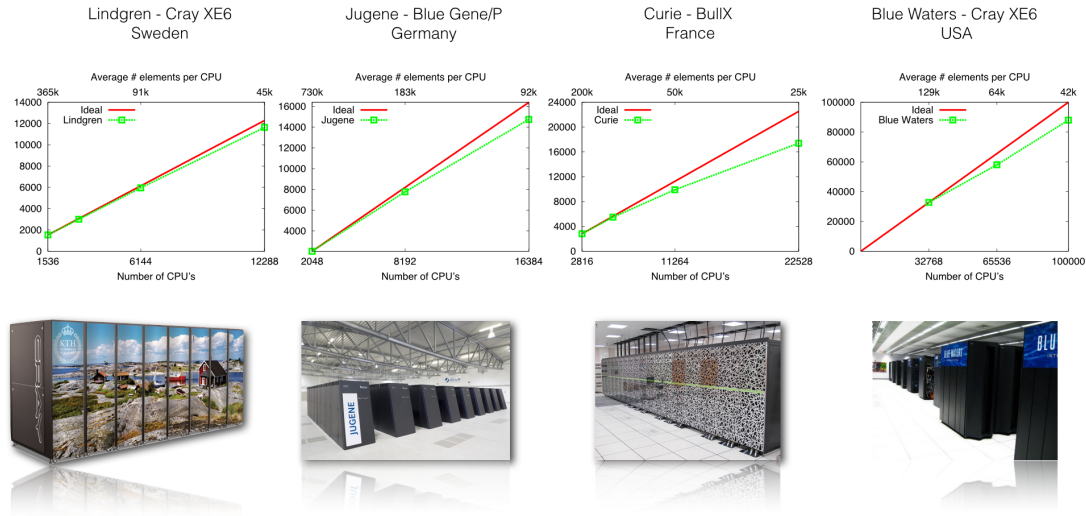 Lindgren - Cray XE6
Sweden
Average # elements per CPU
365k 91k 45k
Ideal
Lindgren
14000
12000
10000
8000
6000
4000
2000
0
1536 6144 12288
Number of CPU's
Jugene - Blue Gene/P
Germany
Average # elements per CPU
730k 183k 92k
Ideal
Jugene
16000
14000
12000
10000
8000
6000
4000
2048 8192 16384
Number of CPU's
Curie - BullX
France
Average # elements per CPU
200k 50k 25k
Ideal
Curie
24000
20000
16000
12000
8000
4000
0
2816 11264 22528
Number of CPU's
Blue Waters - Cray XE6
USA
Average # elements per CPU
129k 64k 42k
Ideal
Blue Waters
100000
80000
60000
40000
20000
0
32768 65536 100000
Number of CPU's
KTH
JUGENE
BLUE WATERS
BLU